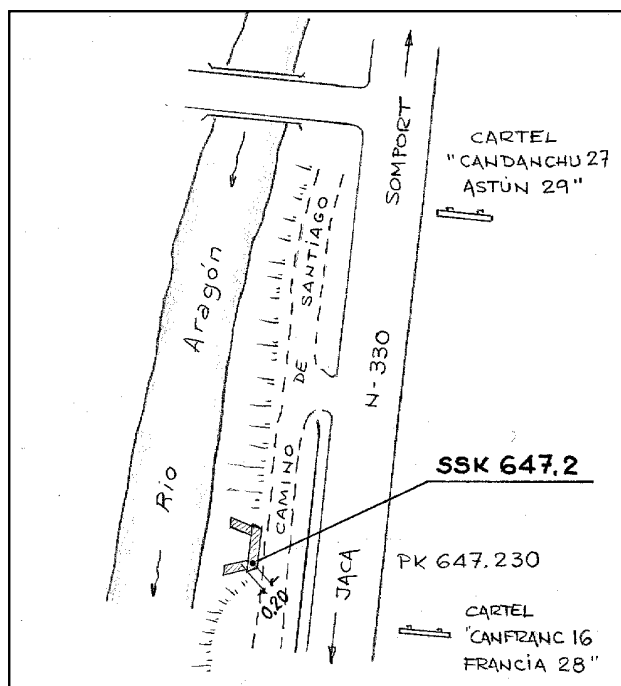 SOMPORT
CARTEL
"CANDANCHU 27
ASTÚN 29"
Rio Aragón
CAMINO DE SANTIAGO
N-330
SSK 647.2
PK 647.230
JACA
0.20
CARTEL
"CANFRANC 16
FRANCIA 28"